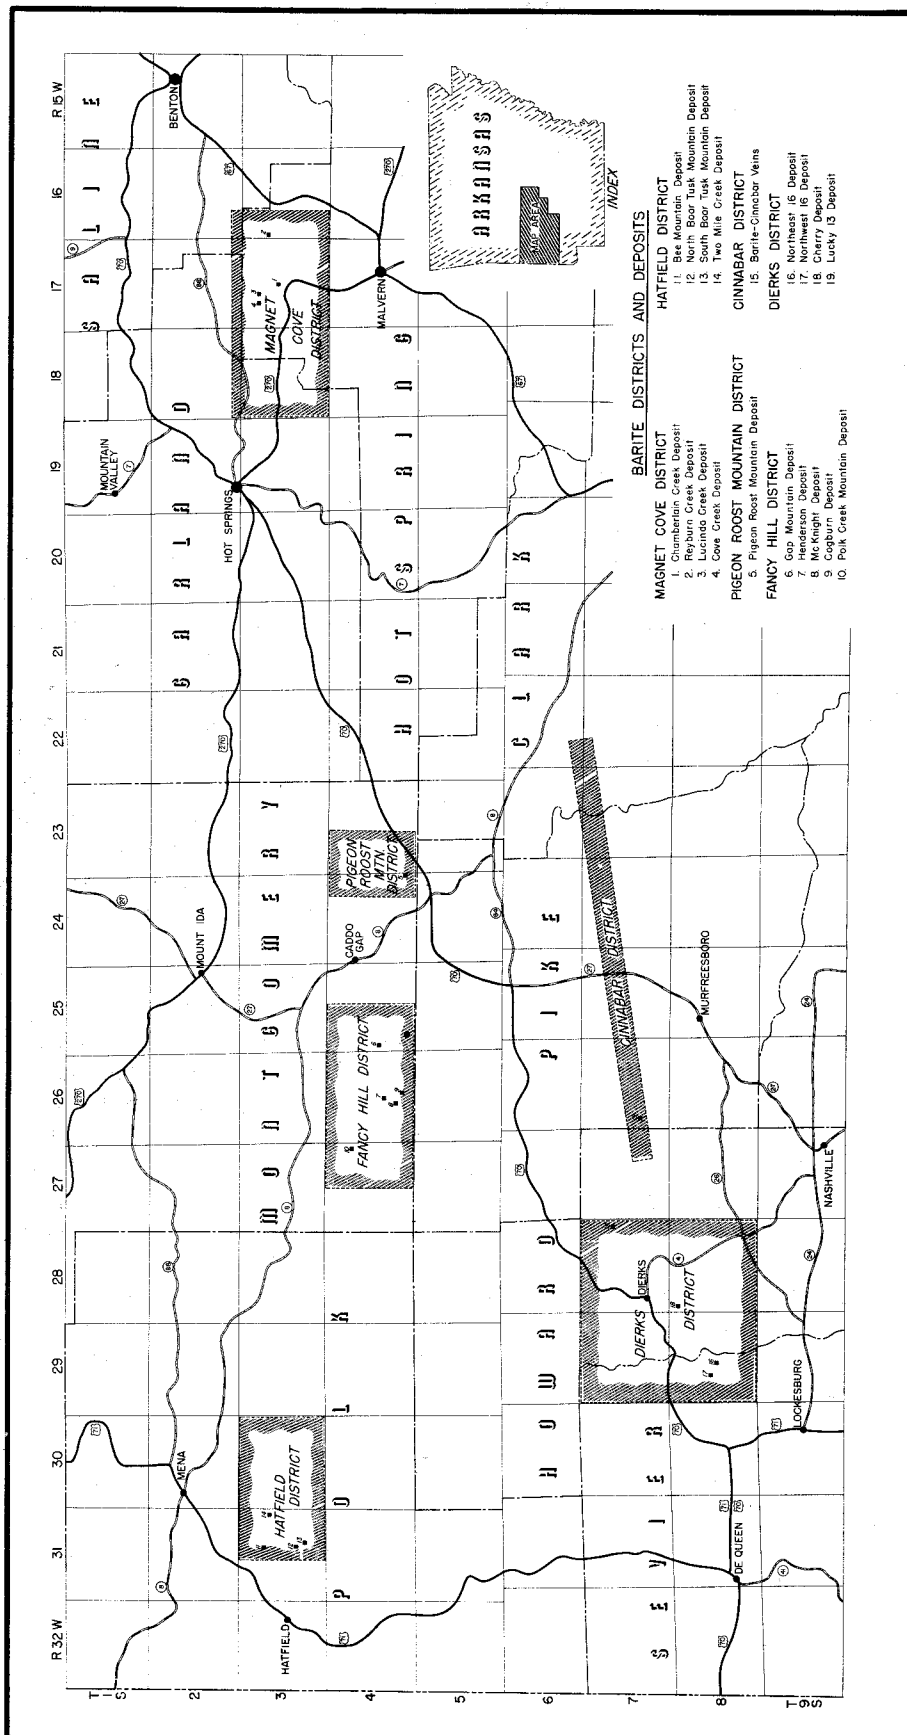 R 15 W
16
17
18
19
20
21
22
23
24
25
26
27
28
29
30
31
R 32 W
T
1
S
2
3
4
5
6
7
8
T
9
S
SALINE
GARLAND
HOT SPRING
CLARK
MONTGOMERY
PIKE
POLK
HOWARD
SEVIER
BENTON
MALVERN
MOUNTAIN
VALLEY
HOT SPRINGS
MOUNT IDA
CADDO
GAP
MURFREESBORO
NASHVILLE
DIERKS
LOCKESBURG
DE QUEEN
MENA
HATFIELD
MAGNET
COVE
DISTRICT
PIGEON
ROOST
MTN.
DISTRICT
FANCY HILL DISTRICT
CINNABAR DISTRICT
DIERKS
DISTRICT
HATFIELD
DISTRICT
ARKANSAS
MAP AREA
INDEX
BARITE DISTRICTS AND DEPOSITS
MAGNET COVE DISTRICT
1. Chamberlain Creek Deposit
2. Reyburn Creek Deposit
3. Lucinda Creek Deposit
4. Cove Creek Deposit
PIGEON ROOST MOUNTAIN DISTRICT
5. Pigeon Roost Mountain Deposit
FANCY HILL DISTRICT
6. Gap Mountain Deposit
7. Henderson Deposit
8. McKnight Deposit
9. Cogburn Deposit
10. Polk Creek Mountain Deposit
HATFIELD DISTRICT
11. Bee Mountain Deposit
12. North Boar Tusk Mountain Deposit
13. South Boar Tusk Mountain Deposit
14. Two Mile Creek Deposit
CINNABAR DISTRICT
15. Barite-Cinnabar Veins
DIERKS DISTRICT
16. Northeast 16 Deposit
17. Northwest 16 Deposit
18. Cherry Deposit
19. Lucky 13 Deposit